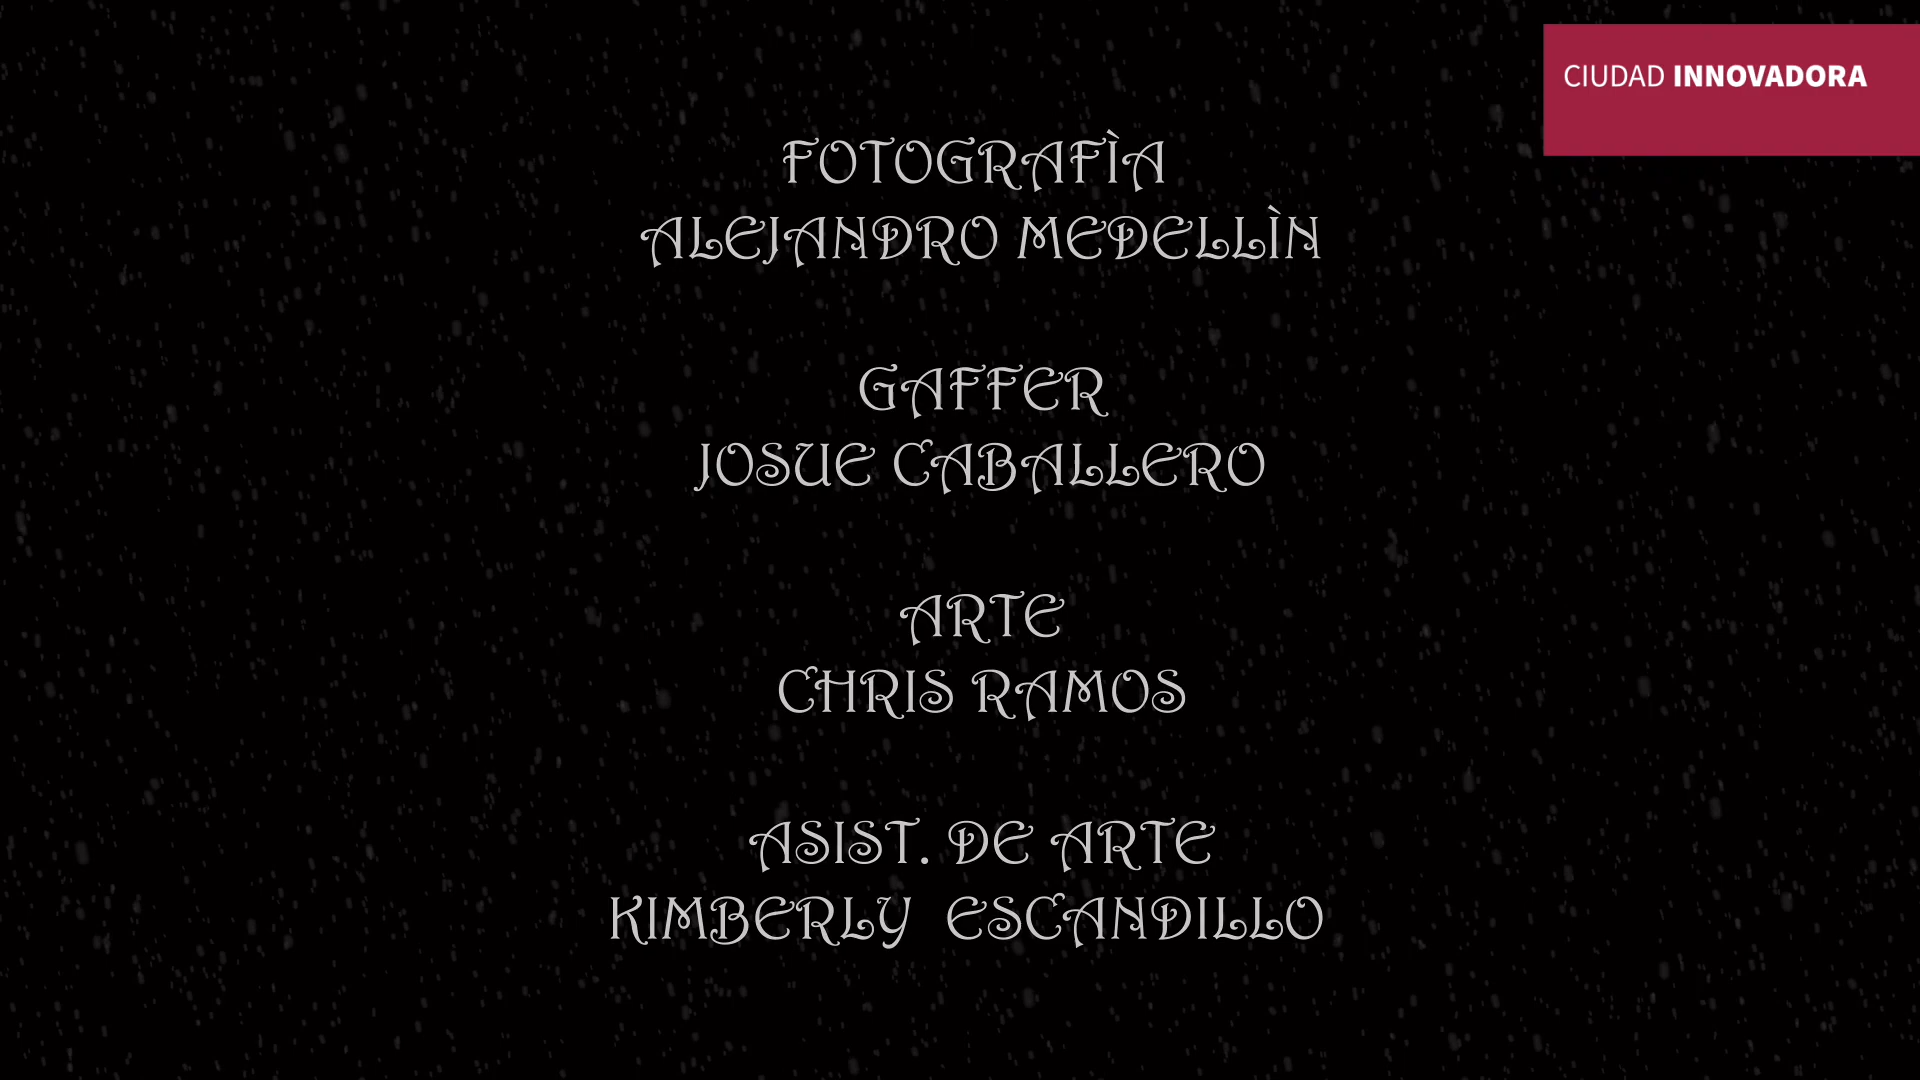 CIUDAD INNOVADORA
FOTOGRAFÌA
ALEJANDRO MEDELLÌN
GAFFER
JOSUE CABALLERO
ARTE
CHRIS RAMOS
ASIST. DE ARTE
KIMBERLY ESCANDILLO